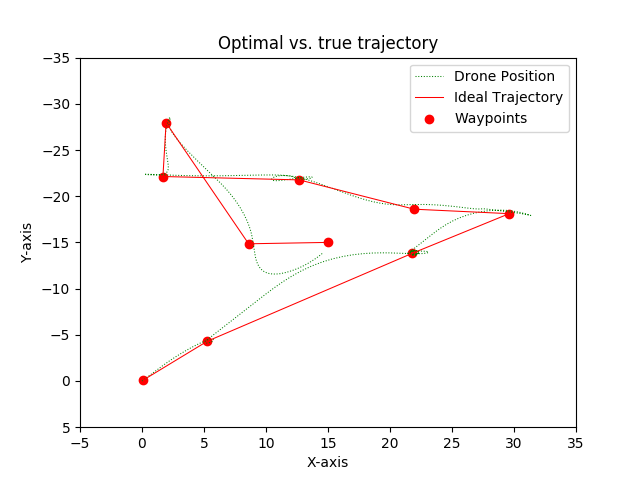 Optimal vs. true trajectory
Drone Position
Ideal Trajectory
Waypoints
Y-axis
−35
−30
−25
−20
−15
−10
−5
0
5
−5 0 5 10 15 20 25 30 35
X-axis